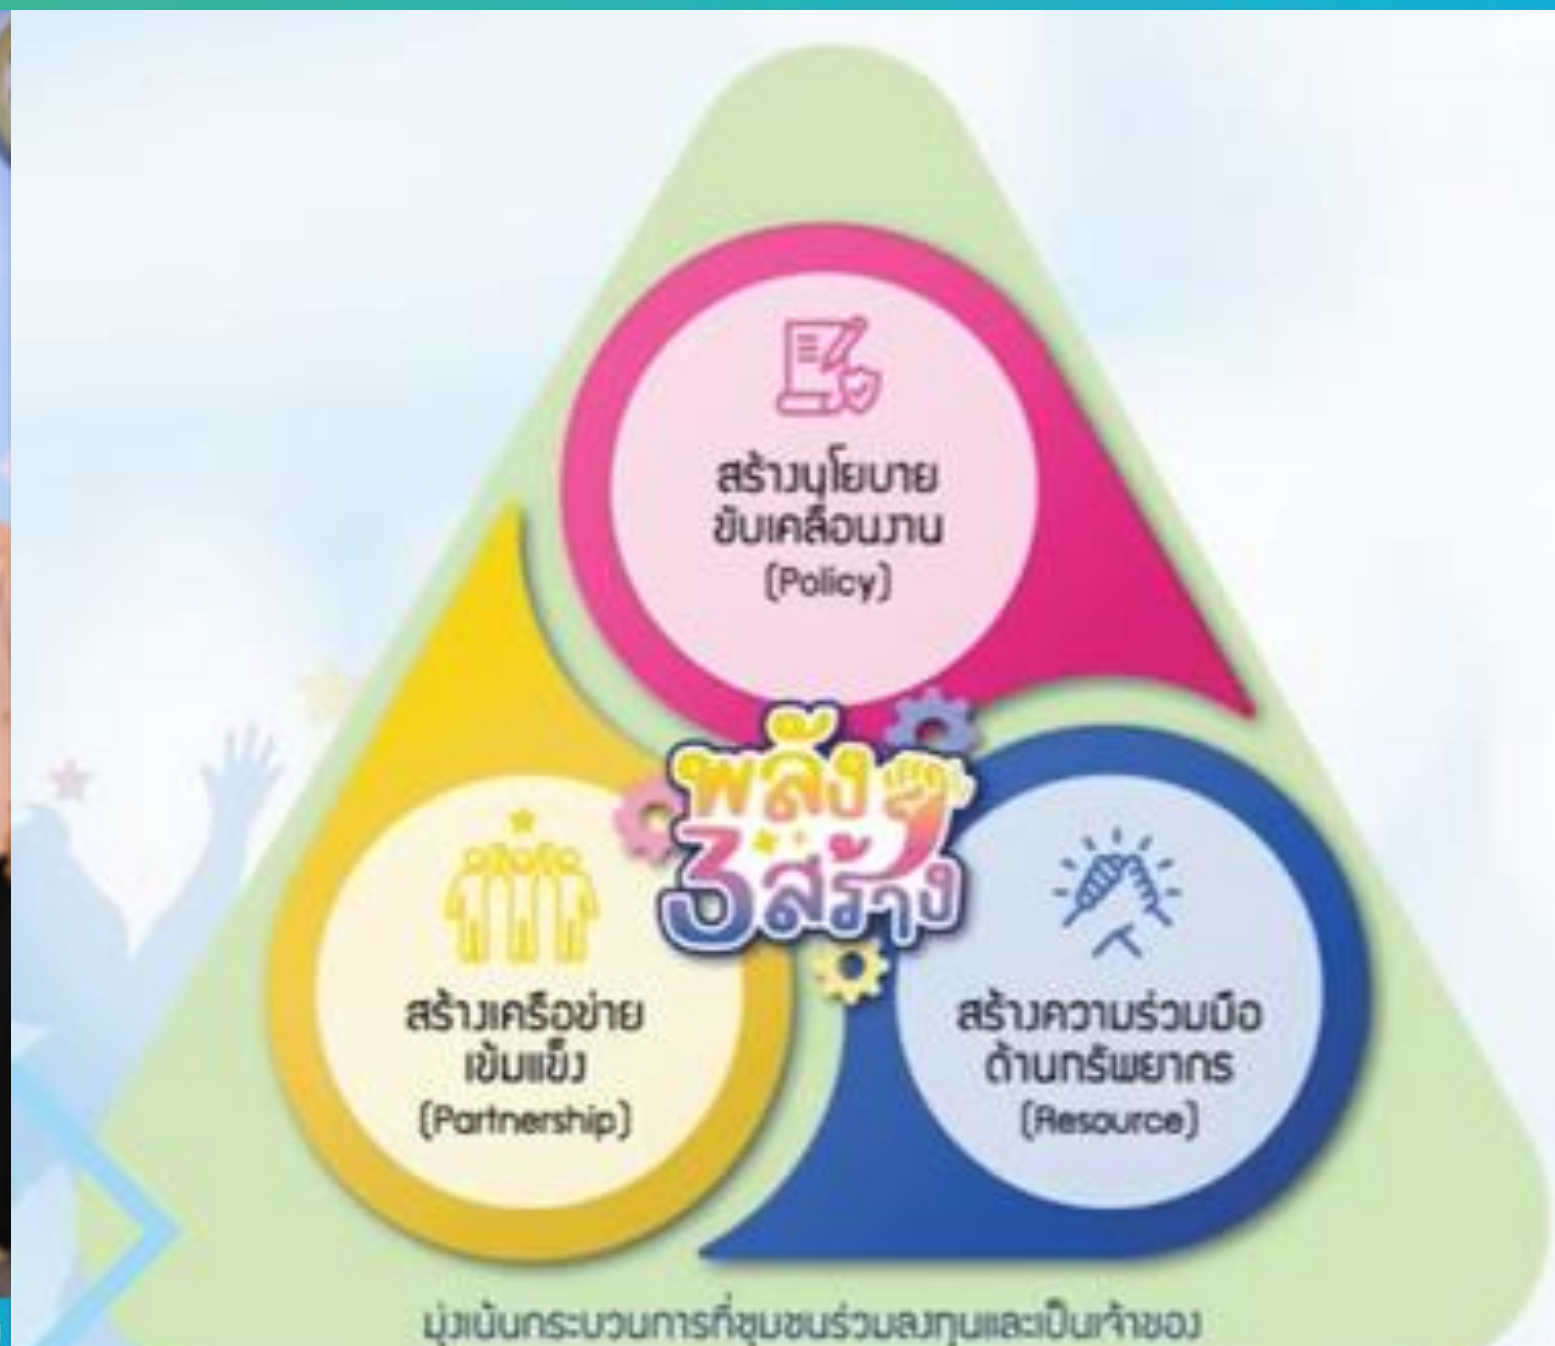 สร้างนโยบาย
ขับเคลื่อนงาน
(Policy)
พลัง
3สร้าง
สร้างเครือข่าย
เข้มแข็ง
(Partnership)
สร้างความร่วมมือ
ด้านทรัพยากร
(Resource)
มุ่งเน้นกระบวนการที่ชุมชนร่วมลงทุนและเป็นเจ้าของ